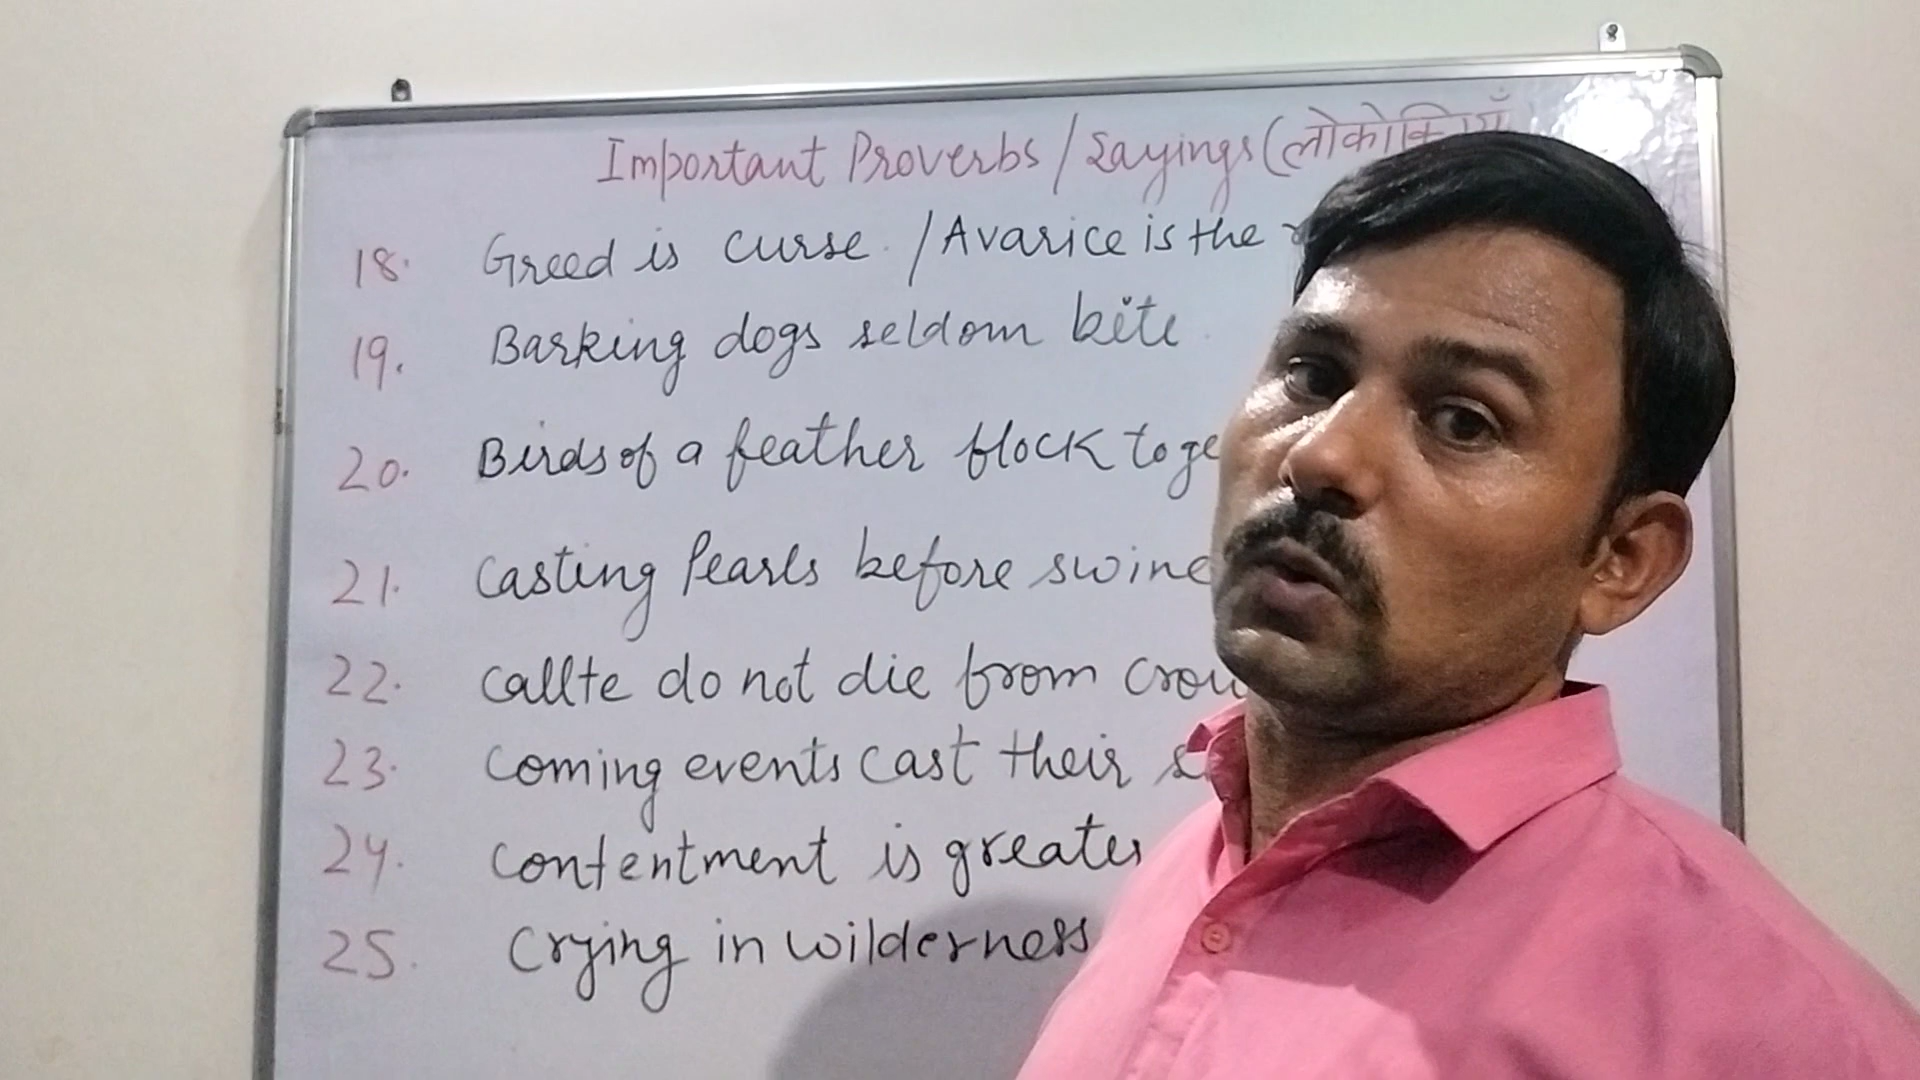 Important Proverbs / Sayings (लोकोक्तियाँ
18. Greed is curse. / Avarice is the
19. Barking dogs seldom bite.
20. Birds of a feather flock toge
21. Casting Pearls before swine
22. Callte do not die from crow
23. Coming events cast their s
24. Contentment is greater
25. Crying in wilderness